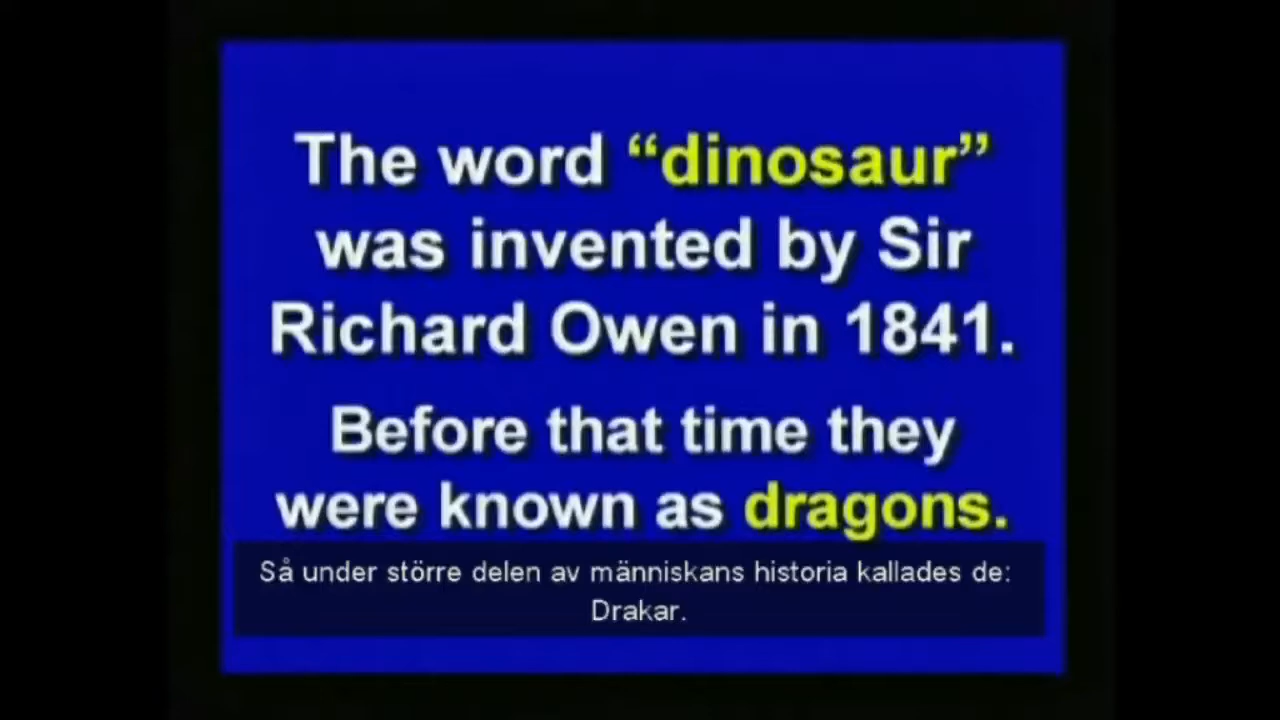 The word “dinosaur”
was invented by Sir
Richard Owen in 1841.
Before that time they
were known as dragons.
Så under större delen av människans historia kallades de:
Drakar.